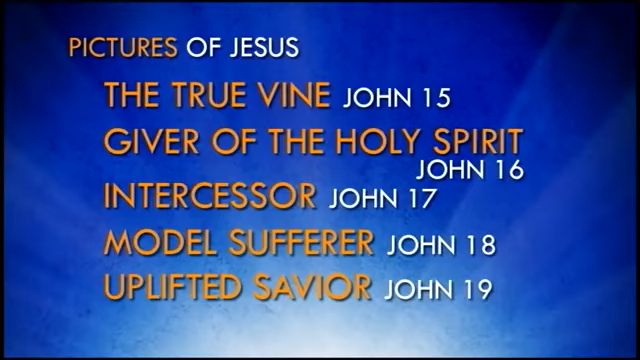 PICTURES OF JESUS
THE TRUE VINE JOHN 15
GIVER OF THE HOLY SPIRIT
JOHN 16
INTERCESSOR JOHN 17
MODEL SUFFERER JOHN 18
UPLIFTED SAVIOR JOHN 19